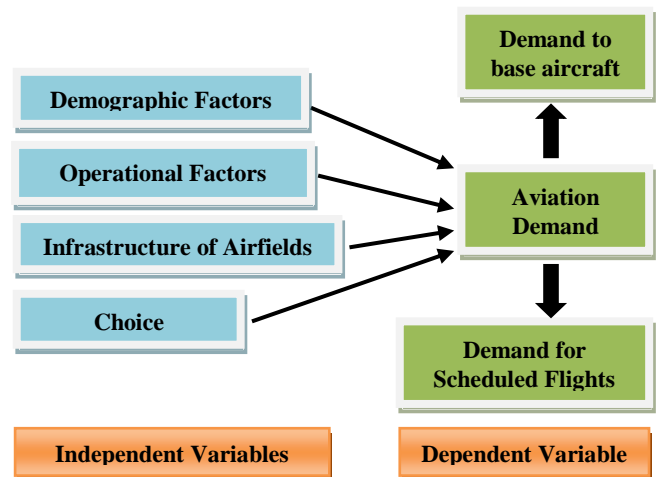 Demand to
base aircraft
Demographic Factors
Operational Factors
Aviation
Demand
Infrastructure of Airfields
Choice
Demand for
Scheduled Flights
Independent Variables
Dependent Variable